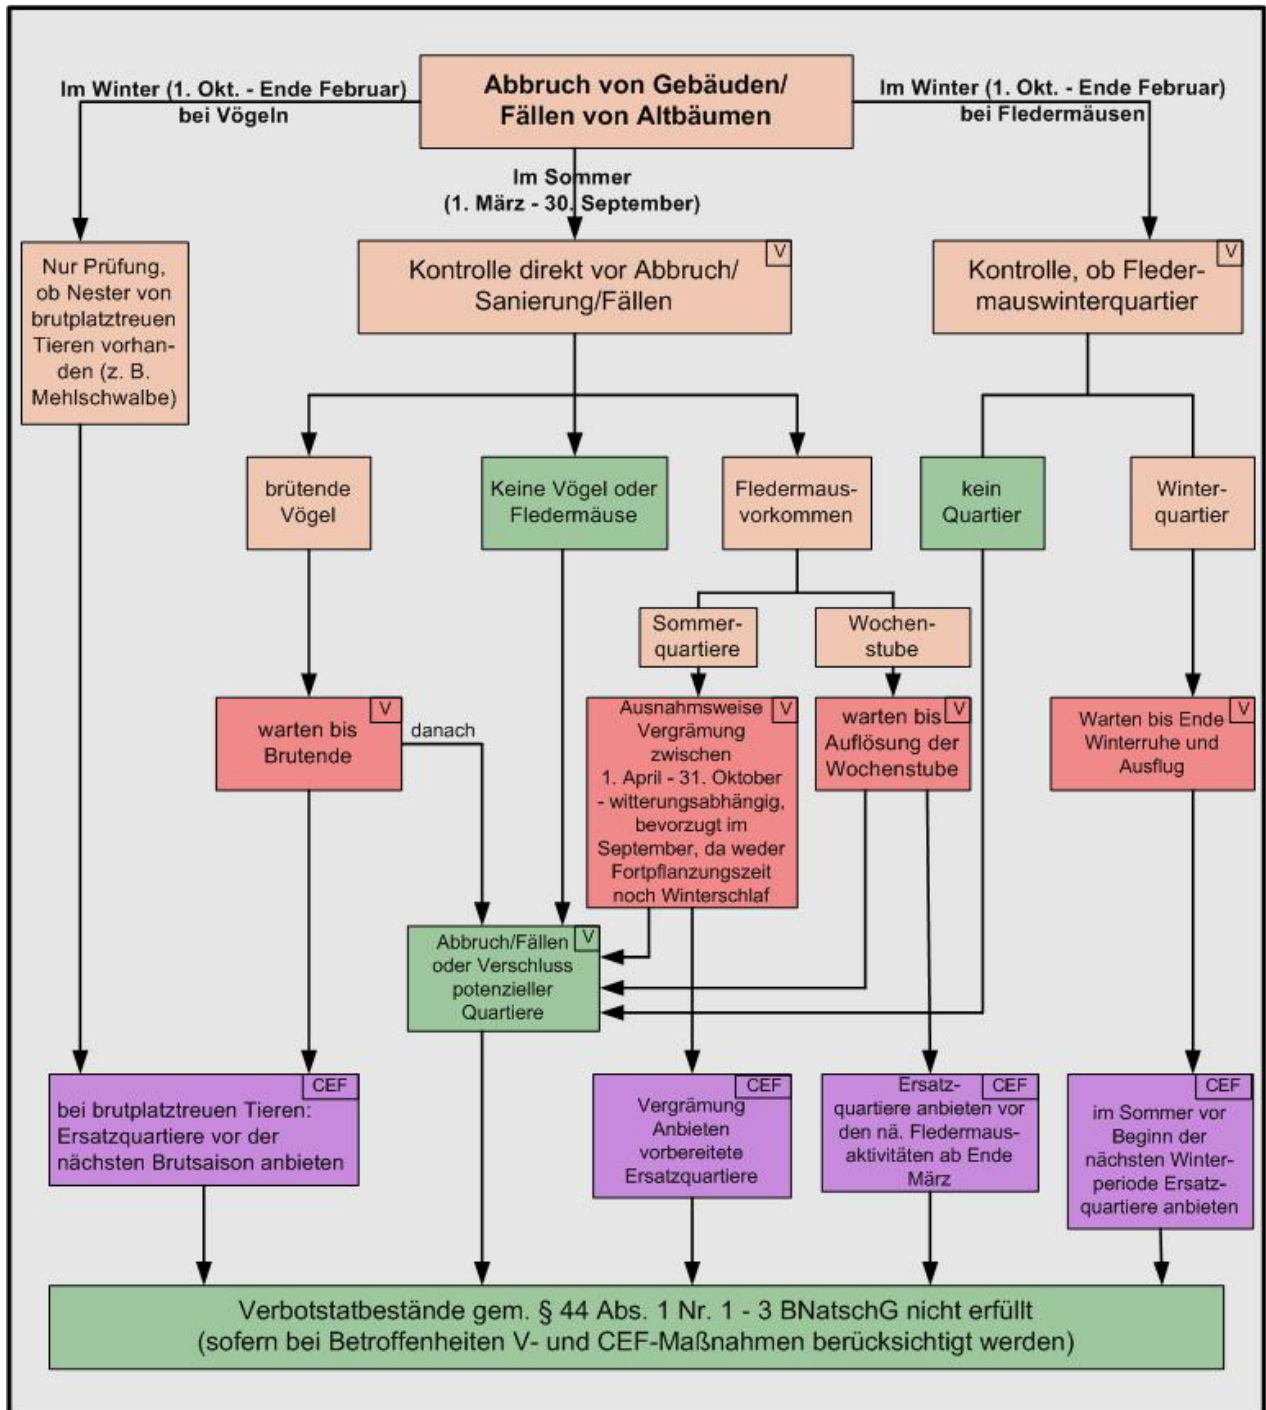 Abbruch von Gebäuden/
Fällen von Altbäumen
Im Winter (1. Okt. - Ende Februar)
bei Vögeln
Im Winter (1. Okt. - Ende Februar)
bei Fledermäusen
Im Sommer
(1. März - 30. September)
Nur Prüfung,
ob Nester von
brutplatztreuen
Tieren vorhan-
den (z. B.
Mehlschwalbe)
V
Kontrolle direkt vor Abbruch/
Sanierung/Fällen
V
Kontrolle, ob Fleder-
mauswinterquartier
brütende
Vögel
Keine Vögel oder
Fledermäuse
Fledermaus-
vorkommen
kein
Quartier
Winter-
quartier
Sommer-
quartiere
Wochen-
stube
V
warten bis
Brutende
danach
V
Ausnahmsweise
Vergrämung
zwischen
1. April - 31. Oktober
- witterungsabhängig,
bevorzugt im
September, da weder
Fortpflanzungszeit
noch Winterschlaf
V
warten bis
Auflösung der
Wochenstube
V
Warten bis Ende
Winterruhe und
Ausflug
V
Abbruch/Fällen
oder Verschluss
potenzieller
Quartiere
CEF
bei brutplatztreuen Tieren:
Ersatzquartiere vor der
nächsten Brutsaison anbieten
CEF
Vergrämung
Anbieten
vorbereitete
Ersatzquartiere
CEF
Ersatz-
quartiere anbieten vor
den nä. Fledermaus-
aktivitäten ab Ende
März
CEF
im Sommer vor
Beginn der
nächsten Winter-
periode Ersatz-
quartiere anbieten
Verbotstatbestände gem. § 44 Abs. 1 Nr. 1 - 3 BNatschG nicht erfüllt
(sofern bei Betroffenheiten V- und CEF-Maßnahmen berücksichtigt werden)